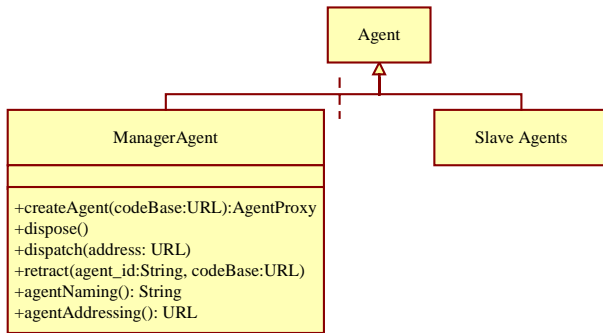 Agent
ManagerAgent
Slave Agents
+createAgent(codeBase:URL):AgentProxy
+dispose()
+dispatch(address: URL)
+retract(agent_id:String, codeBase:URL)
+agentNaming(): String
+agentAddressing(): URL